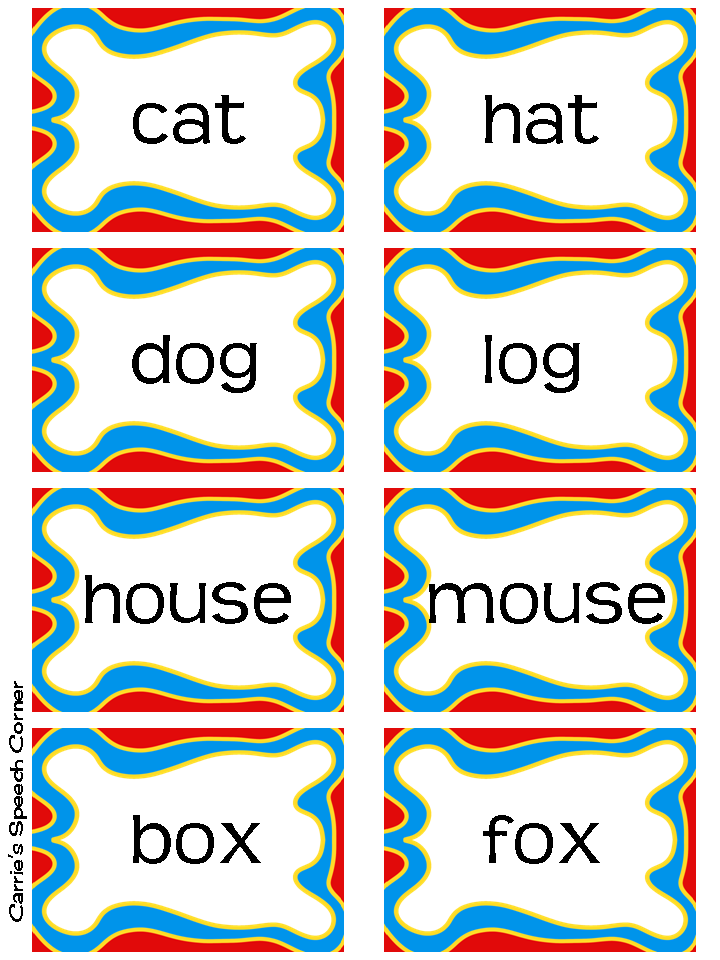 cat
hat
dog
log
house
mouse
box
fox
Carrie's Speech Corner